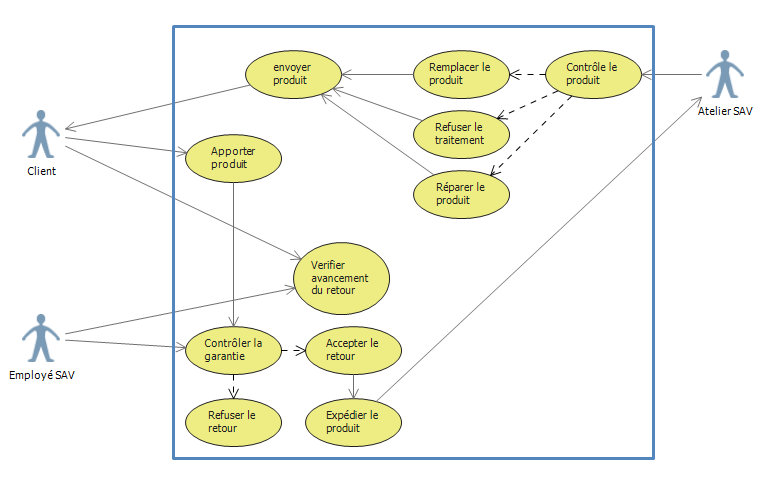 envoyer
produit
Remplacer le
produit
Contrôle le
produit
Atelier SAV
Refuser le
traitement
Client
Apporter
produit
Réparer le
produit
Verifier
avancement
du retour
Employé SAV
Contrôler la
garantie
Accepter le
retour
Refuser le
retour
Expédier le
produit